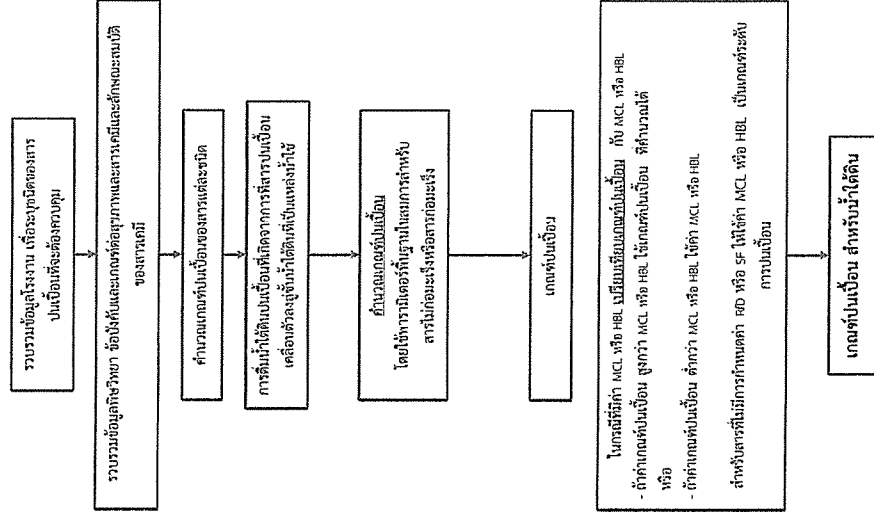 รวบรวมข้อมูลโรงงาน เพื่อระบุชนิดของสาร
ปนเปื้อนที่จะต้องควบคุม
รวบรวมข้อมูลพิษวิทยา ข้อบังคับและเกณฑ์ต่อสุขภาพและสารเคมีและลักษณะสมบัติ
ของสารเคมี
คำนวณเกณฑ์ปนเปื้อนของสารแต่ละชนิด
การดื่มน้ำใต้ดินปนเปื้อนที่เกิดจากการที่สารปนเปื้อน
เคลื่อนตัวลงสู่ชั้นน้ำใต้ดินที่เป็นแหล่งน้ำใช้
คำนวณเกณฑ์ปนเปื้อน
โดยใช้พารามิเตอร์พื้นฐานในสมการสำหรับ
สารไม่ก่อมะเร็งหรือสารก่อมะเร็ง
เกณฑ์ปนเปื้อน
ในกรณีที่มีค่า MCL หรือ HBL เปรียบเทียบเกณฑ์ปนเปื้อน กับ MCL หรือ HBL
- ถ้าค่าเกณฑ์ปนเปื้อน สูงกว่า MCL หรือ HBL ใช้เกณฑ์ปนเปื้อน ที่คำนวณได้
หรือ
- ถ้าค่าเกณฑ์ปนเปื้อน ต่ำกว่า MCL หรือ HBL ใช้ค่า MCL หรือ HBL
สำหรับสารที่ไม่มีการกำหนดค่า RfD หรือ SF ให้ใช้ค่า MCL หรือ HBL เป็นเกณฑ์ระดับ
การปนเปื้อน
เกณฑ์ปนเปื้อน สำหรับน้ำใต้ดิน